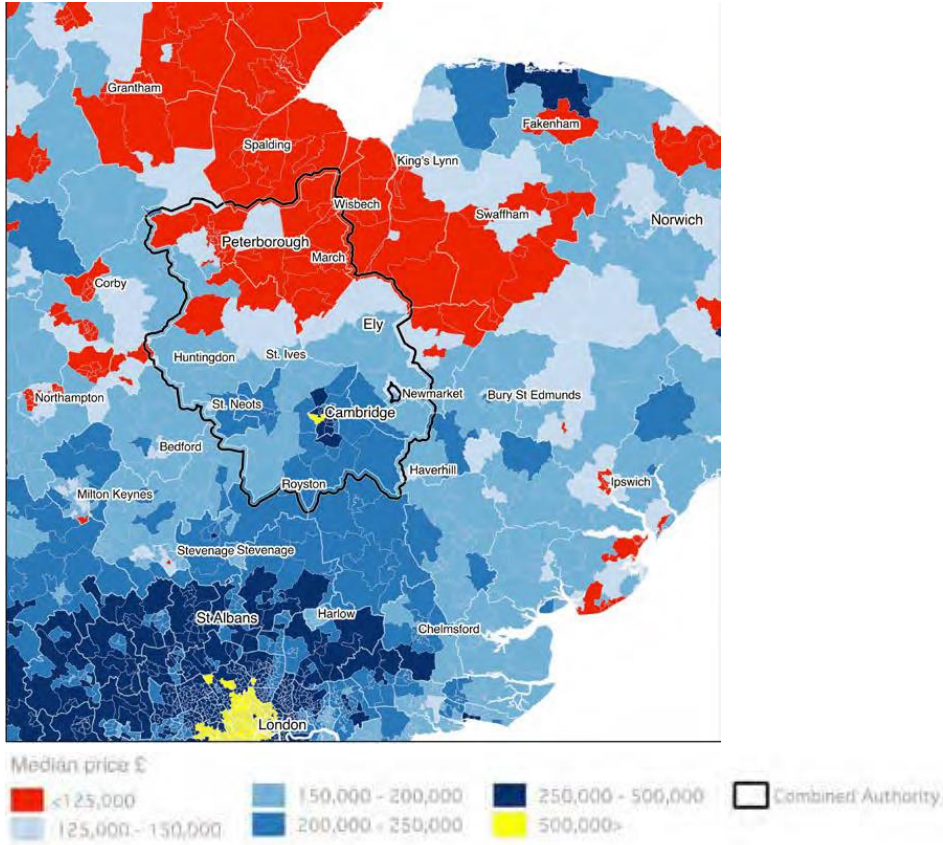 Grantham
Fakenham
Spalding
King's Lynn
Wisbech
Swaffham
Norwich
Peterborough
March
Corby
Ely
Huntingdon
St. Ives
Northampton
St. Neots
Newmarket
Bury St Edmunds
Cambridge
Bedford
Haverhill
Royston
Ipswich
Milton Keynes
Stevenage Stevenage
St Albans
Harlow
Chelmsford
London
Median price £
<125,000
150,000 - 200,000
250,000 - 500,000
Combined Authority
125,000 - 150,000
200,000 - 250,000
500,000>